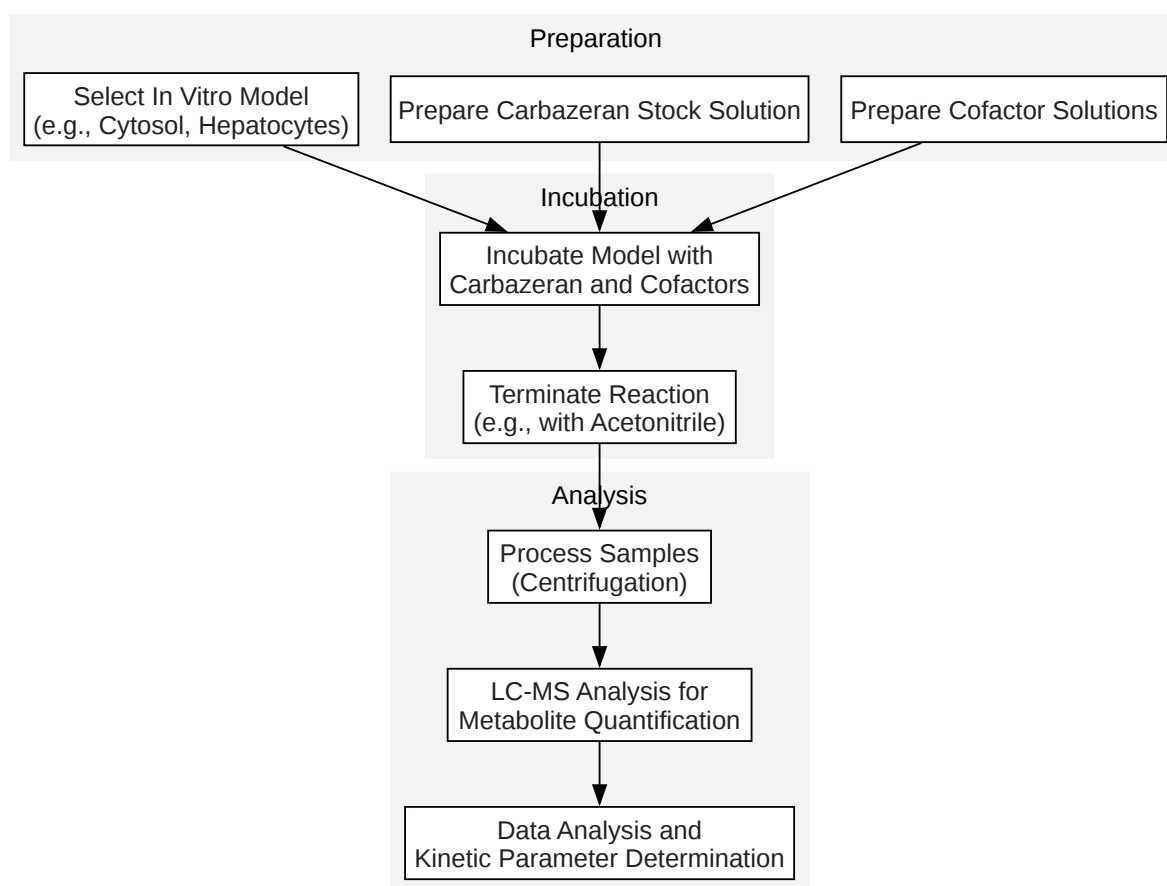 Preparation
Select In Vitro Model
(e.g., Cytosol, Hepatocytes)
Prepare Carbazeran Stock Solution
Prepare Cofactor Solutions
Incubation
Incubate Model with
Carbazeran and Cofactors
Terminate Reaction
(e.g., with Acetonitrile)
Analysis
Process Samples
(Centrifugation)
LC-MS Analysis for
Metabolite Quantification
Data Analysis and
Kinetic Parameter Determination